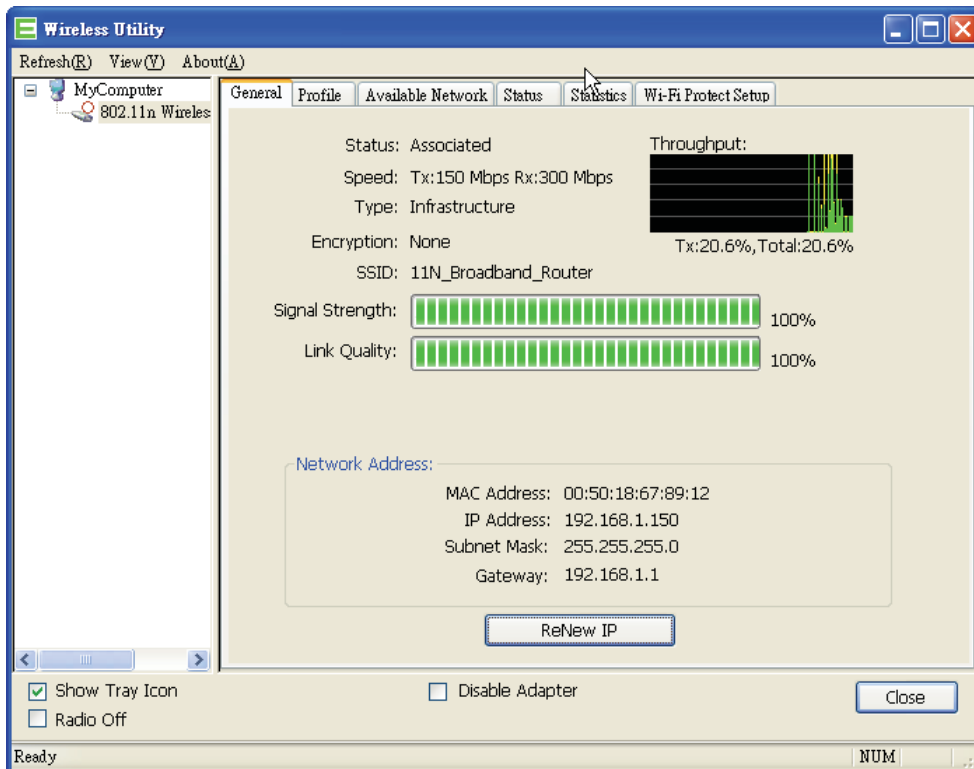 Wireless Utility
Refresh(R) View(V) About(A)
MyComputer
802.11n Wireles
General Profile Available Network Status Statistics Wi-Fi Protect Setup
Status: Associated
Throughput:
Speed: Tx:150 Mbps Rx:300 Mbps
Type: Infrastructure
Encryption: None
Tx:20.6%,Total:20.6%
SSID: 11N_Broadband_Router
Signal Strength: 100%
Link Quality: 100%
Network Address:
MAC Address: 00:50:18:67:89:12
IP Address: 192.168.1.150
Subnet Mask: 255.255.255.0
Gateway: 192.168.1.1
ReNew IP
Show Tray Icon
Disable Adapter
Close
Radio Off
Ready
NUM